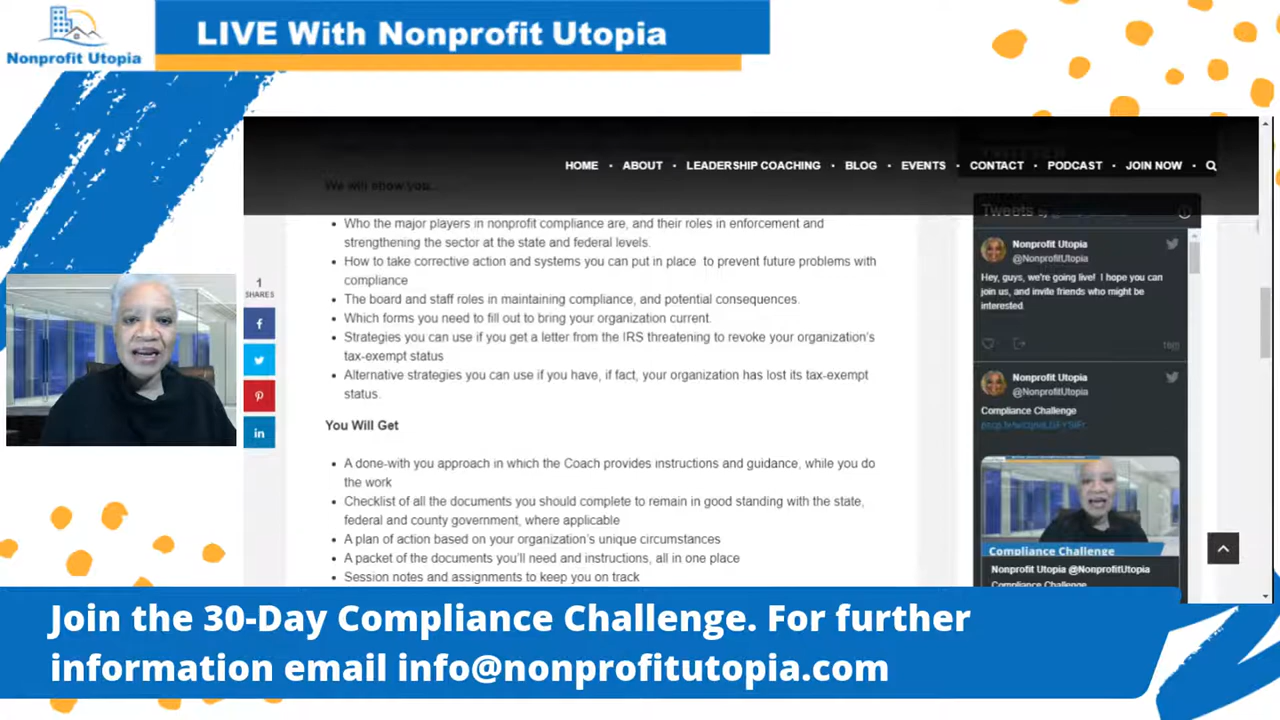 Nonprofit Utopia
LIVE With Nonprofit Utopia
HOME • ABOUT • LEADERSHIP COACHING • BLOG • EVENTS • CONTACT • PODCAST • JOIN NOW
We will show you...
• Who the major players in nonprofit compliance are, and their roles in enforcement and
strengthening the sector at the state and federal levels.
• How to take corrective action and systems you can put in place to prevent future problems with
compliance
• The board and staff roles in maintaining compliance, and potential consequences.
• Which forms you need to fill out to bring your organization current.
• Strategies you can use if you get a letter from the IRS threatening to revoke your organization's
tax-exempt status
• Alternative strategies you can use if you have, if fact, your organization has lost its tax-exempt
status.
You Will Get
• A done-with you approach in which the Coach provides instructions and guidance, while you do
the work
• Checklist of all the documents you should complete to remain in good standing with the state,
federal and county government, where applicable
• A plan of action based on your organization's unique circumstances
• A packet of the documents you'll need and instructions, all in one place
• Session notes and assignments to keep you on track
1
SHARES
Tweets
Nonprofit Utopia
@NonprofitUtopia
Hey, guys, we're going live! I hope you can
join us, and invite friends who might be
interested.
Nonprofit Utopia
@NonprofitUtopia
Compliance Challenge
Compliance Challenge
Nonprofit Utopia @NonprofitUtopia
Compliance Challenge
Join the 30-Day Compliance Challenge. For further
information email info@nonprofitutopia.com